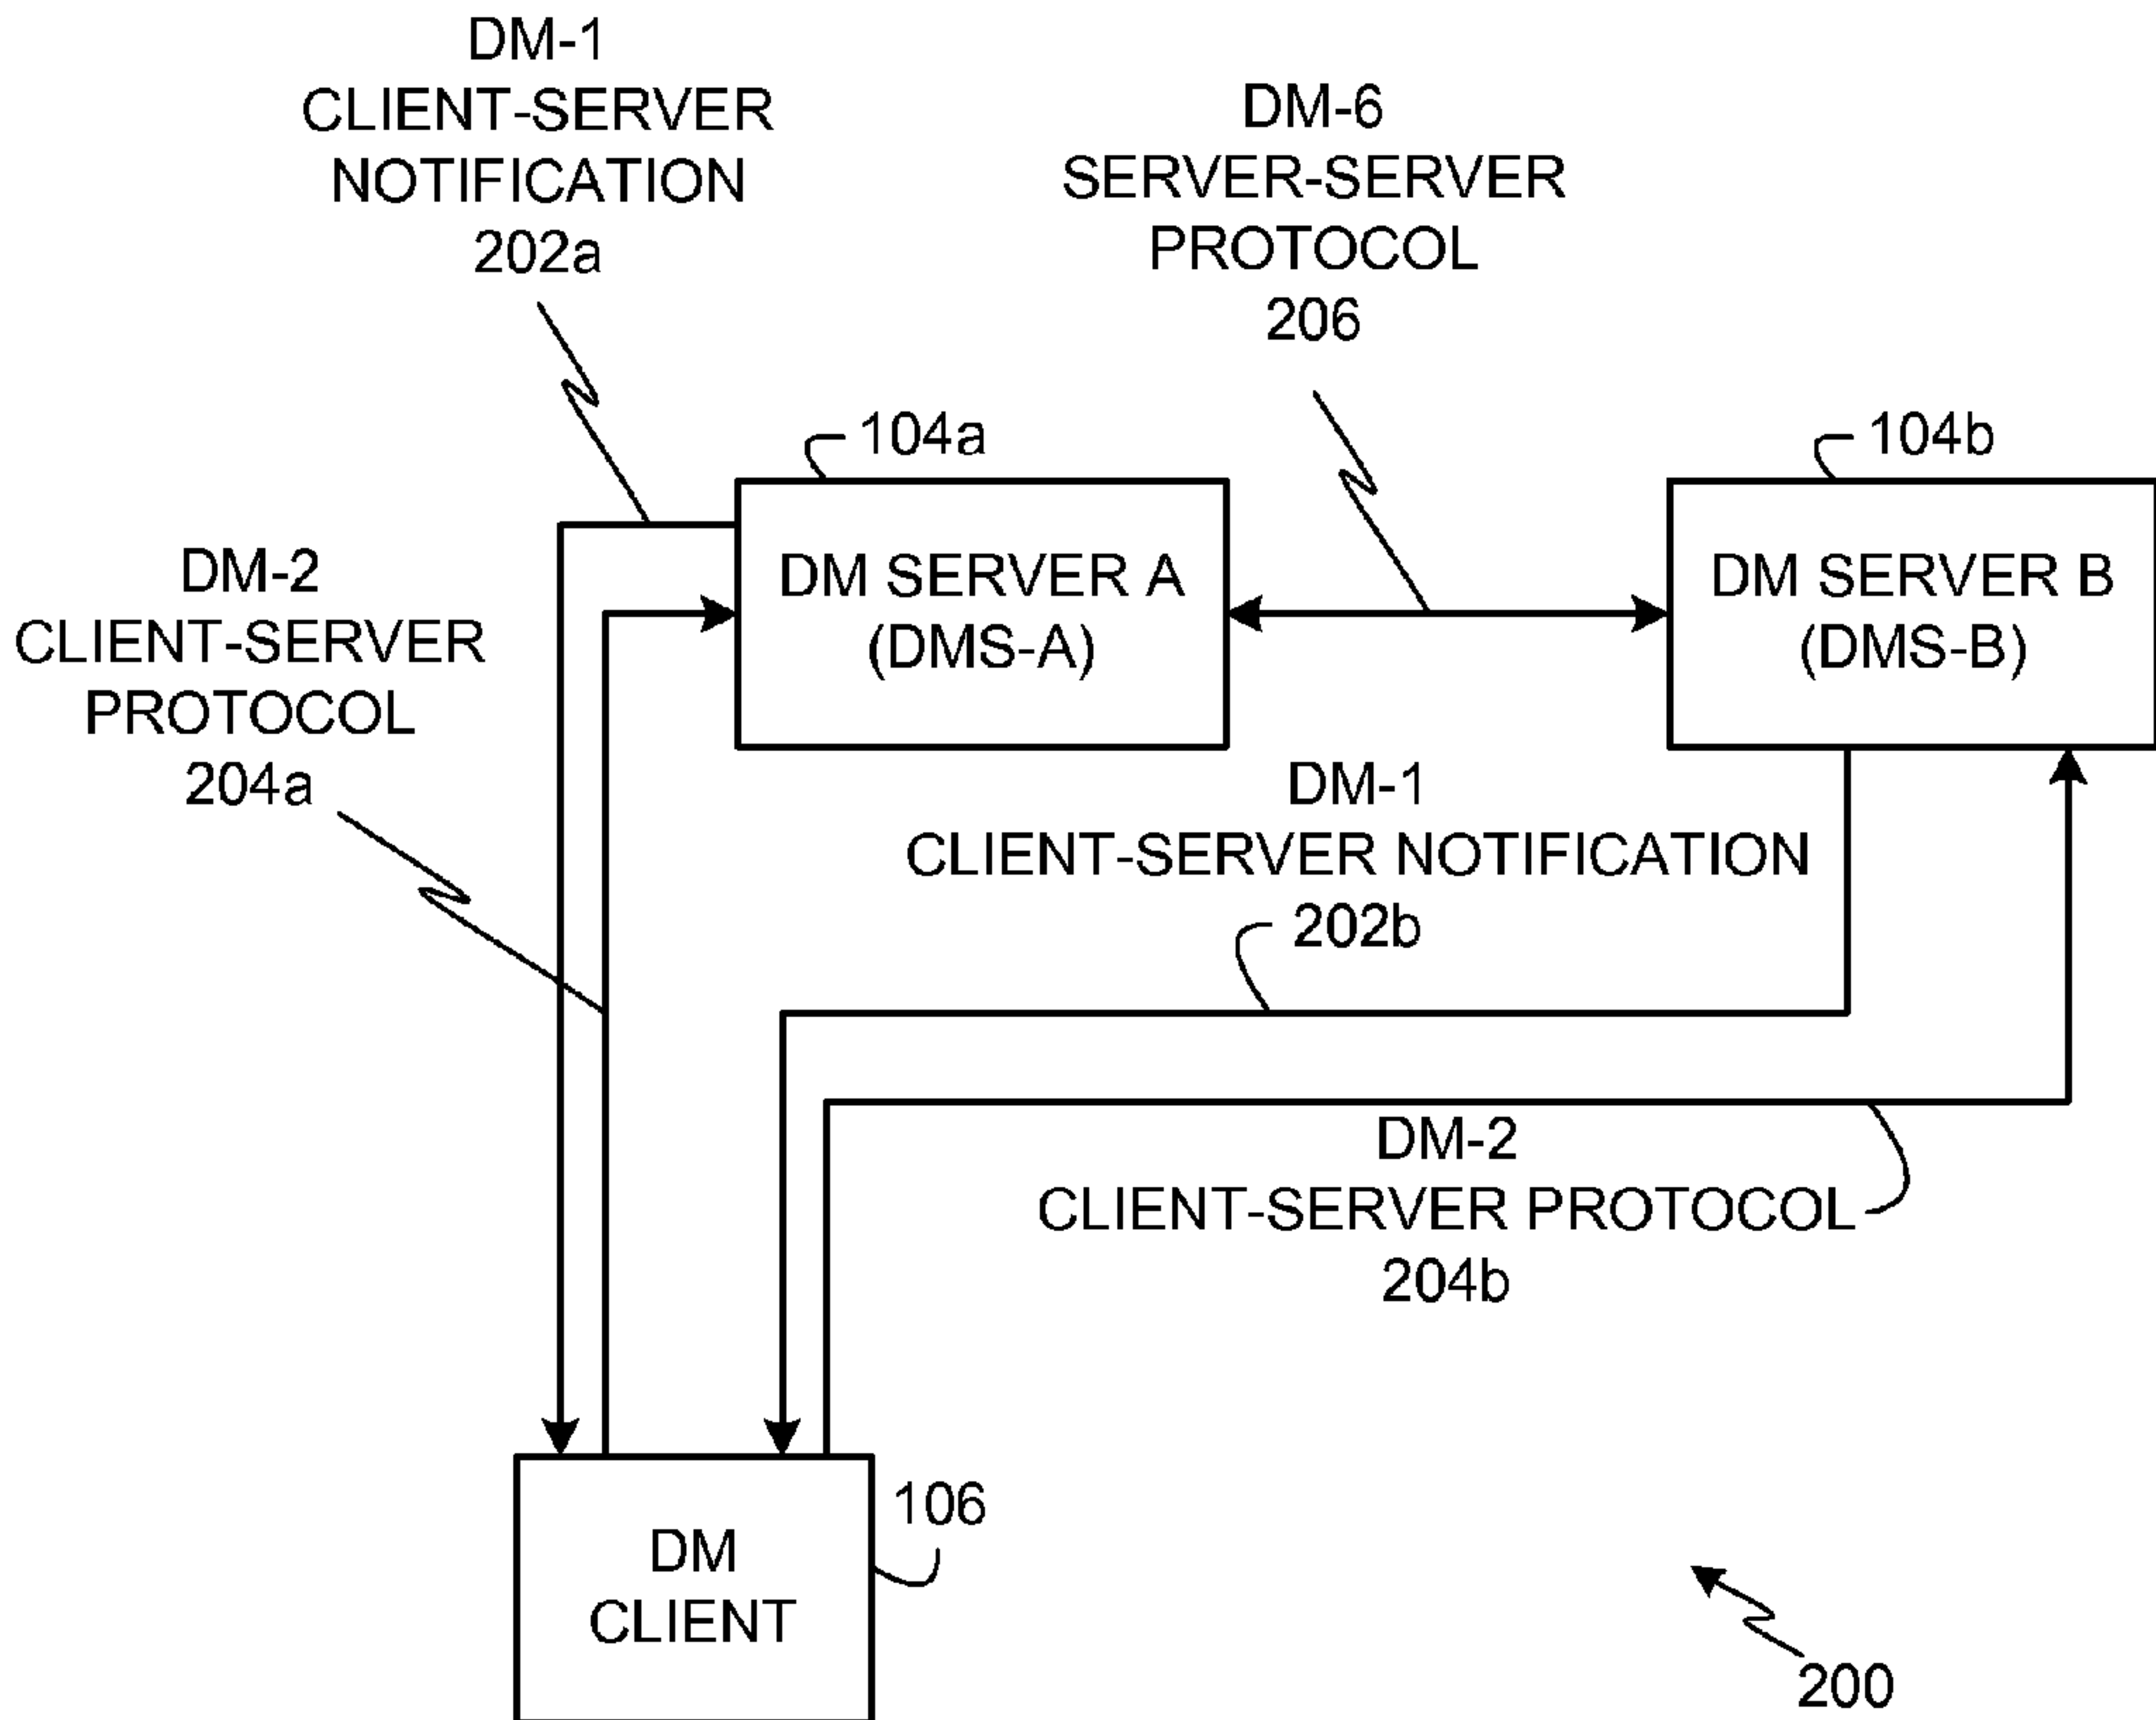 DM-1
CLIENT-SERVER
NOTIFICATION
202a
DM-6
SERVER-SERVER
PROTOCOL
206
104a
104b
DM-2
CLIENT-SERVER
PROTOCOL
204a
DM SERVER A
(DMS-A)
DM SERVER B
(DMS-B)
DM-1
CLIENT-SERVER NOTIFICATION
202b
DM-2
CLIENT-SERVER PROTOCOL
204b
106
DM
CLIENT
200